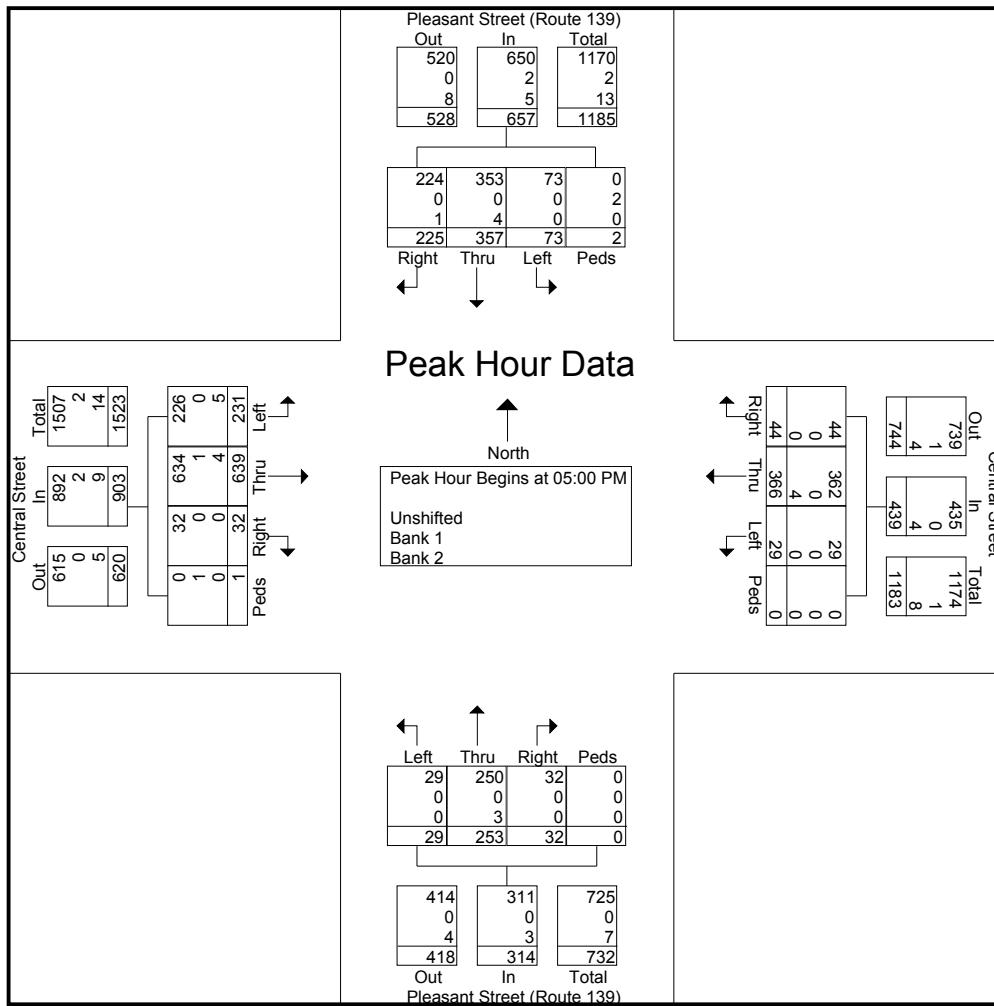 Pleasant Street (Route 139)
Out In Total
520 650 1170
0 2 2
8 5 13
528 657 1185
224 353 73 0
0 0 0 2
1 4 0 0
225 357 73 2
Right Thru Left Peds
Peak Hour Data
North
Peak Hour Begins at 05:00 PM
Unshifted
Bank 1
Bank 2
Central Street
Total In Out
1507 892 615
2 2 0
14 9 5
1523 903 620
226 634 32 0
0 1 0 1
5 4 0 0
231 639 32 1
Left Thru Right Peds
Central Street
Out In Total
739 435 1174
1 0 1
4 4 8
744 439 1183
44 362 29 0
0 0 0 0
0 4 0 0
44 366 29 0
Right Thru Left Peds
Left Thru Right Peds
29 250 32 0
0 0 0 0
0 3 0 0
29 253 32 0
414 311 725
0 0 0
4 3 7
418 314 732
Out In Total
Pleasant Street (Route 139)